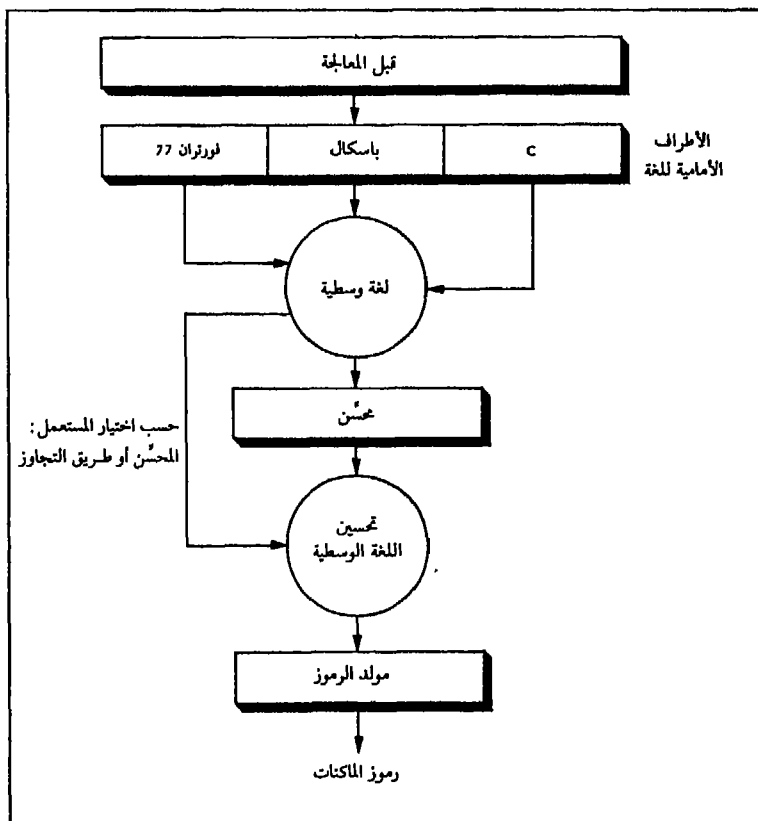 قبل المعالجة
الأطراف
الأمامية للغة
C
باسكال
فورتران 77
لغة وسطية
محسِّن
حسب اختيار المستعمل:
المحسِّن أو طريق التجاوز
تحسين
اللغة الوسطية
مولد الرموز
رموز الماكنات